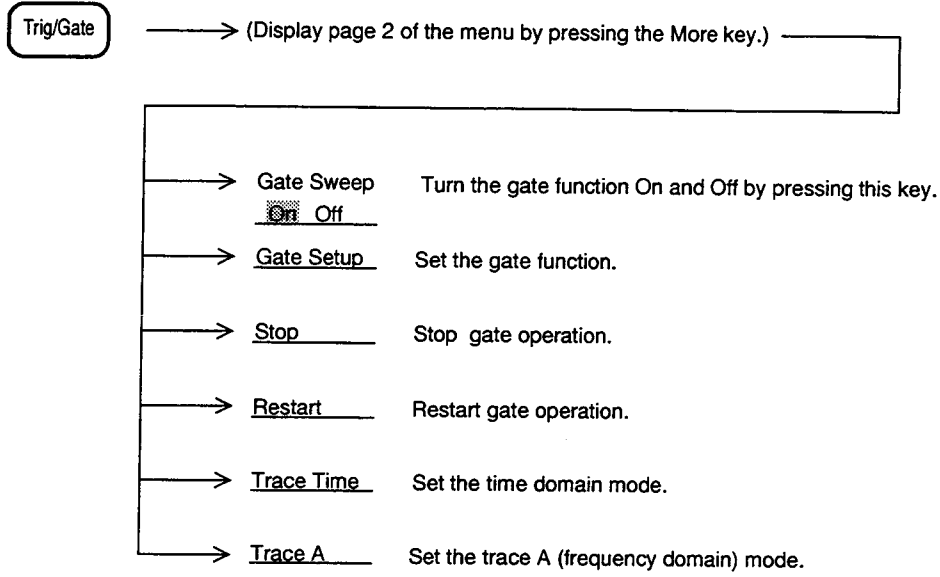 Trig/Gate (Display page 2 of the menu by pressing the More key.)
Gate Sweep Turn the gate function On and Off by pressing this key.
On Off
Gate Setup Set the gate function.
Stop Stop gate operation.
Restart Restart gate operation.
Trace Time Set the time domain mode.
Trace A Set the trace A (frequency domain) mode.